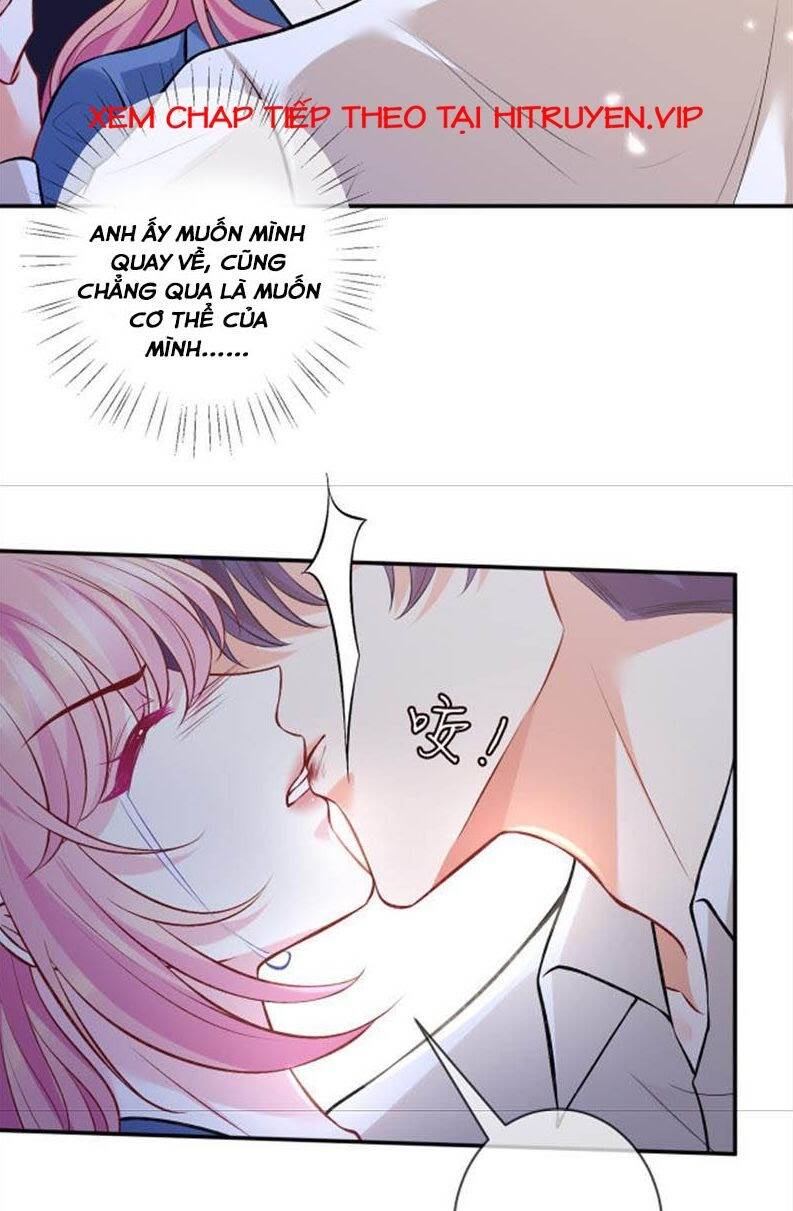 XEM CHAP TIẾP THEO TẠI HITRUYEN.VIP
ANH ẤY MUỐN MÌNH
QUAY VỀ, CŨNG
CHẲNG QUA LÀ MUỐN
CƠ THỂ CỦA
MÌNH......
咬!